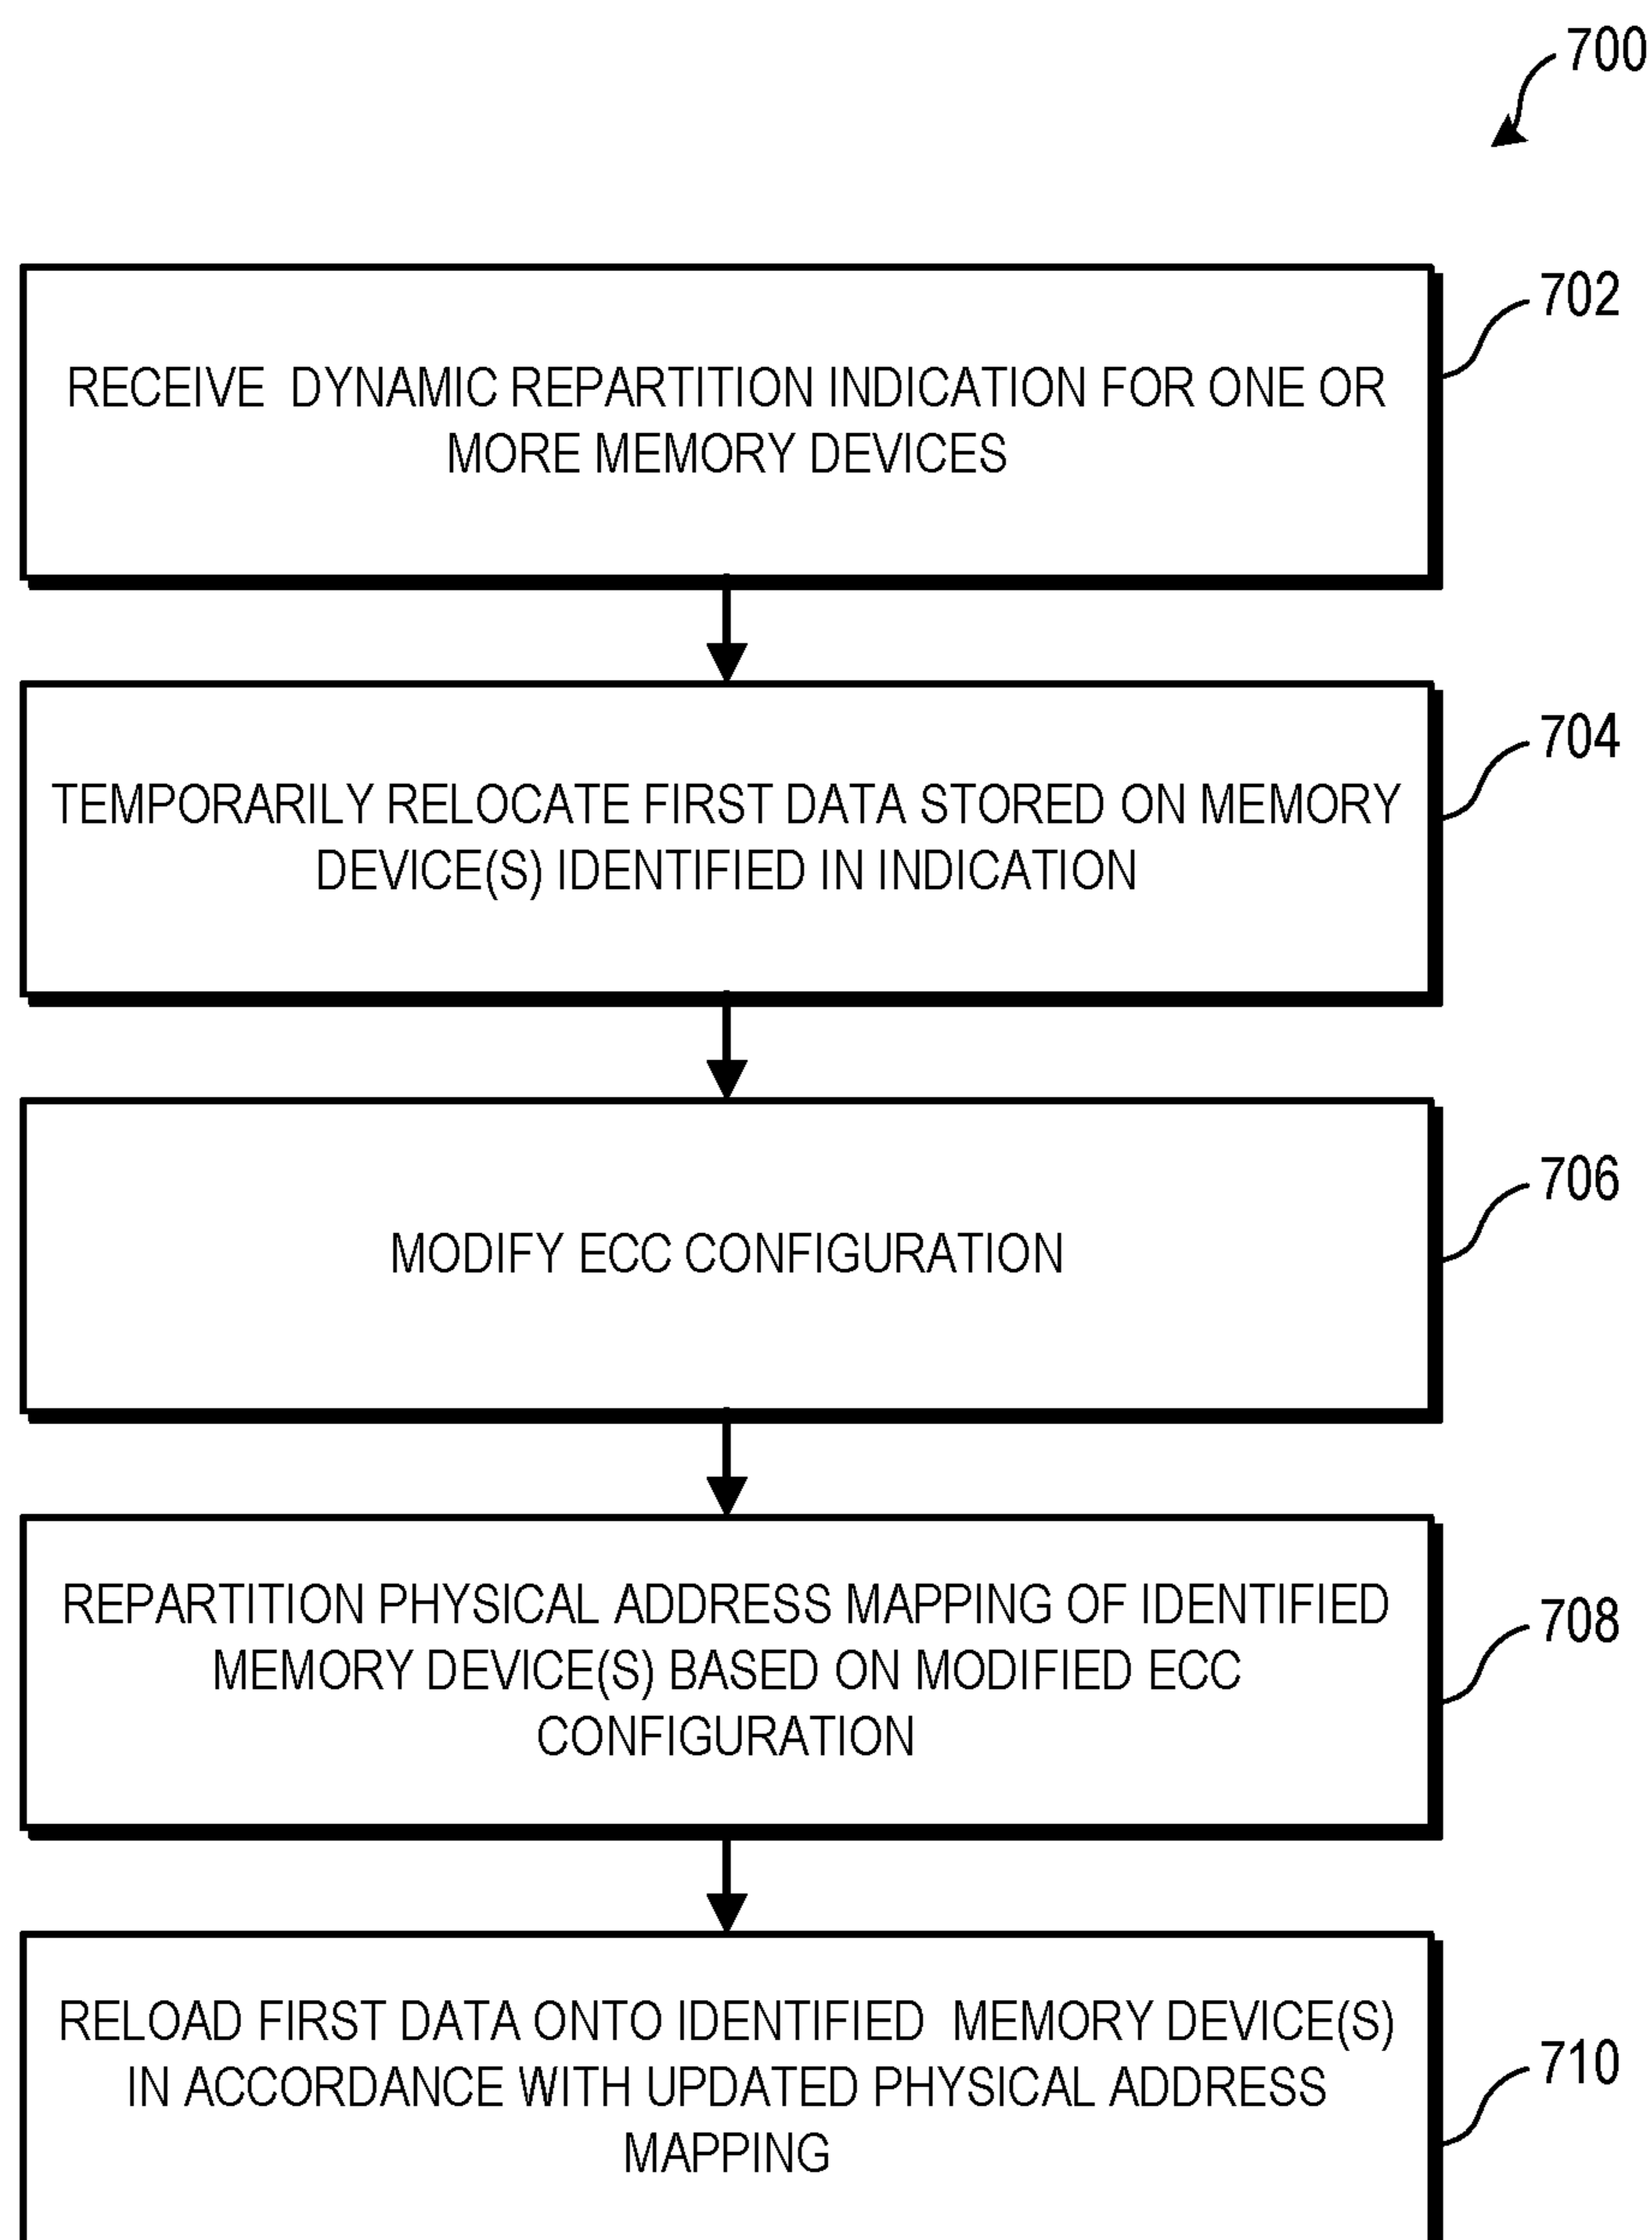 700
702
RECEIVE DYNAMIC REPARTITION INDICATION FOR ONE OR
MORE MEMORY DEVICES
704
TEMPORARILY RELOCATE FIRST DATA STORED ON MEMORY
DEVICE(S) IDENTIFIED IN INDICATION
706
MODIFY ECC CONFIGURATION
708
REPARTITION PHYSICAL ADDRESS MAPPING OF IDENTIFIED
MEMORY DEVICE(S) BASED ON MODIFIED ECC
CONFIGURATION
710
RELOAD FIRST DATA ONTO IDENTIFIED MEMORY DEVICE(S)
IN ACCORDANCE WITH UPDATED PHYSICAL ADDRESS
MAPPING